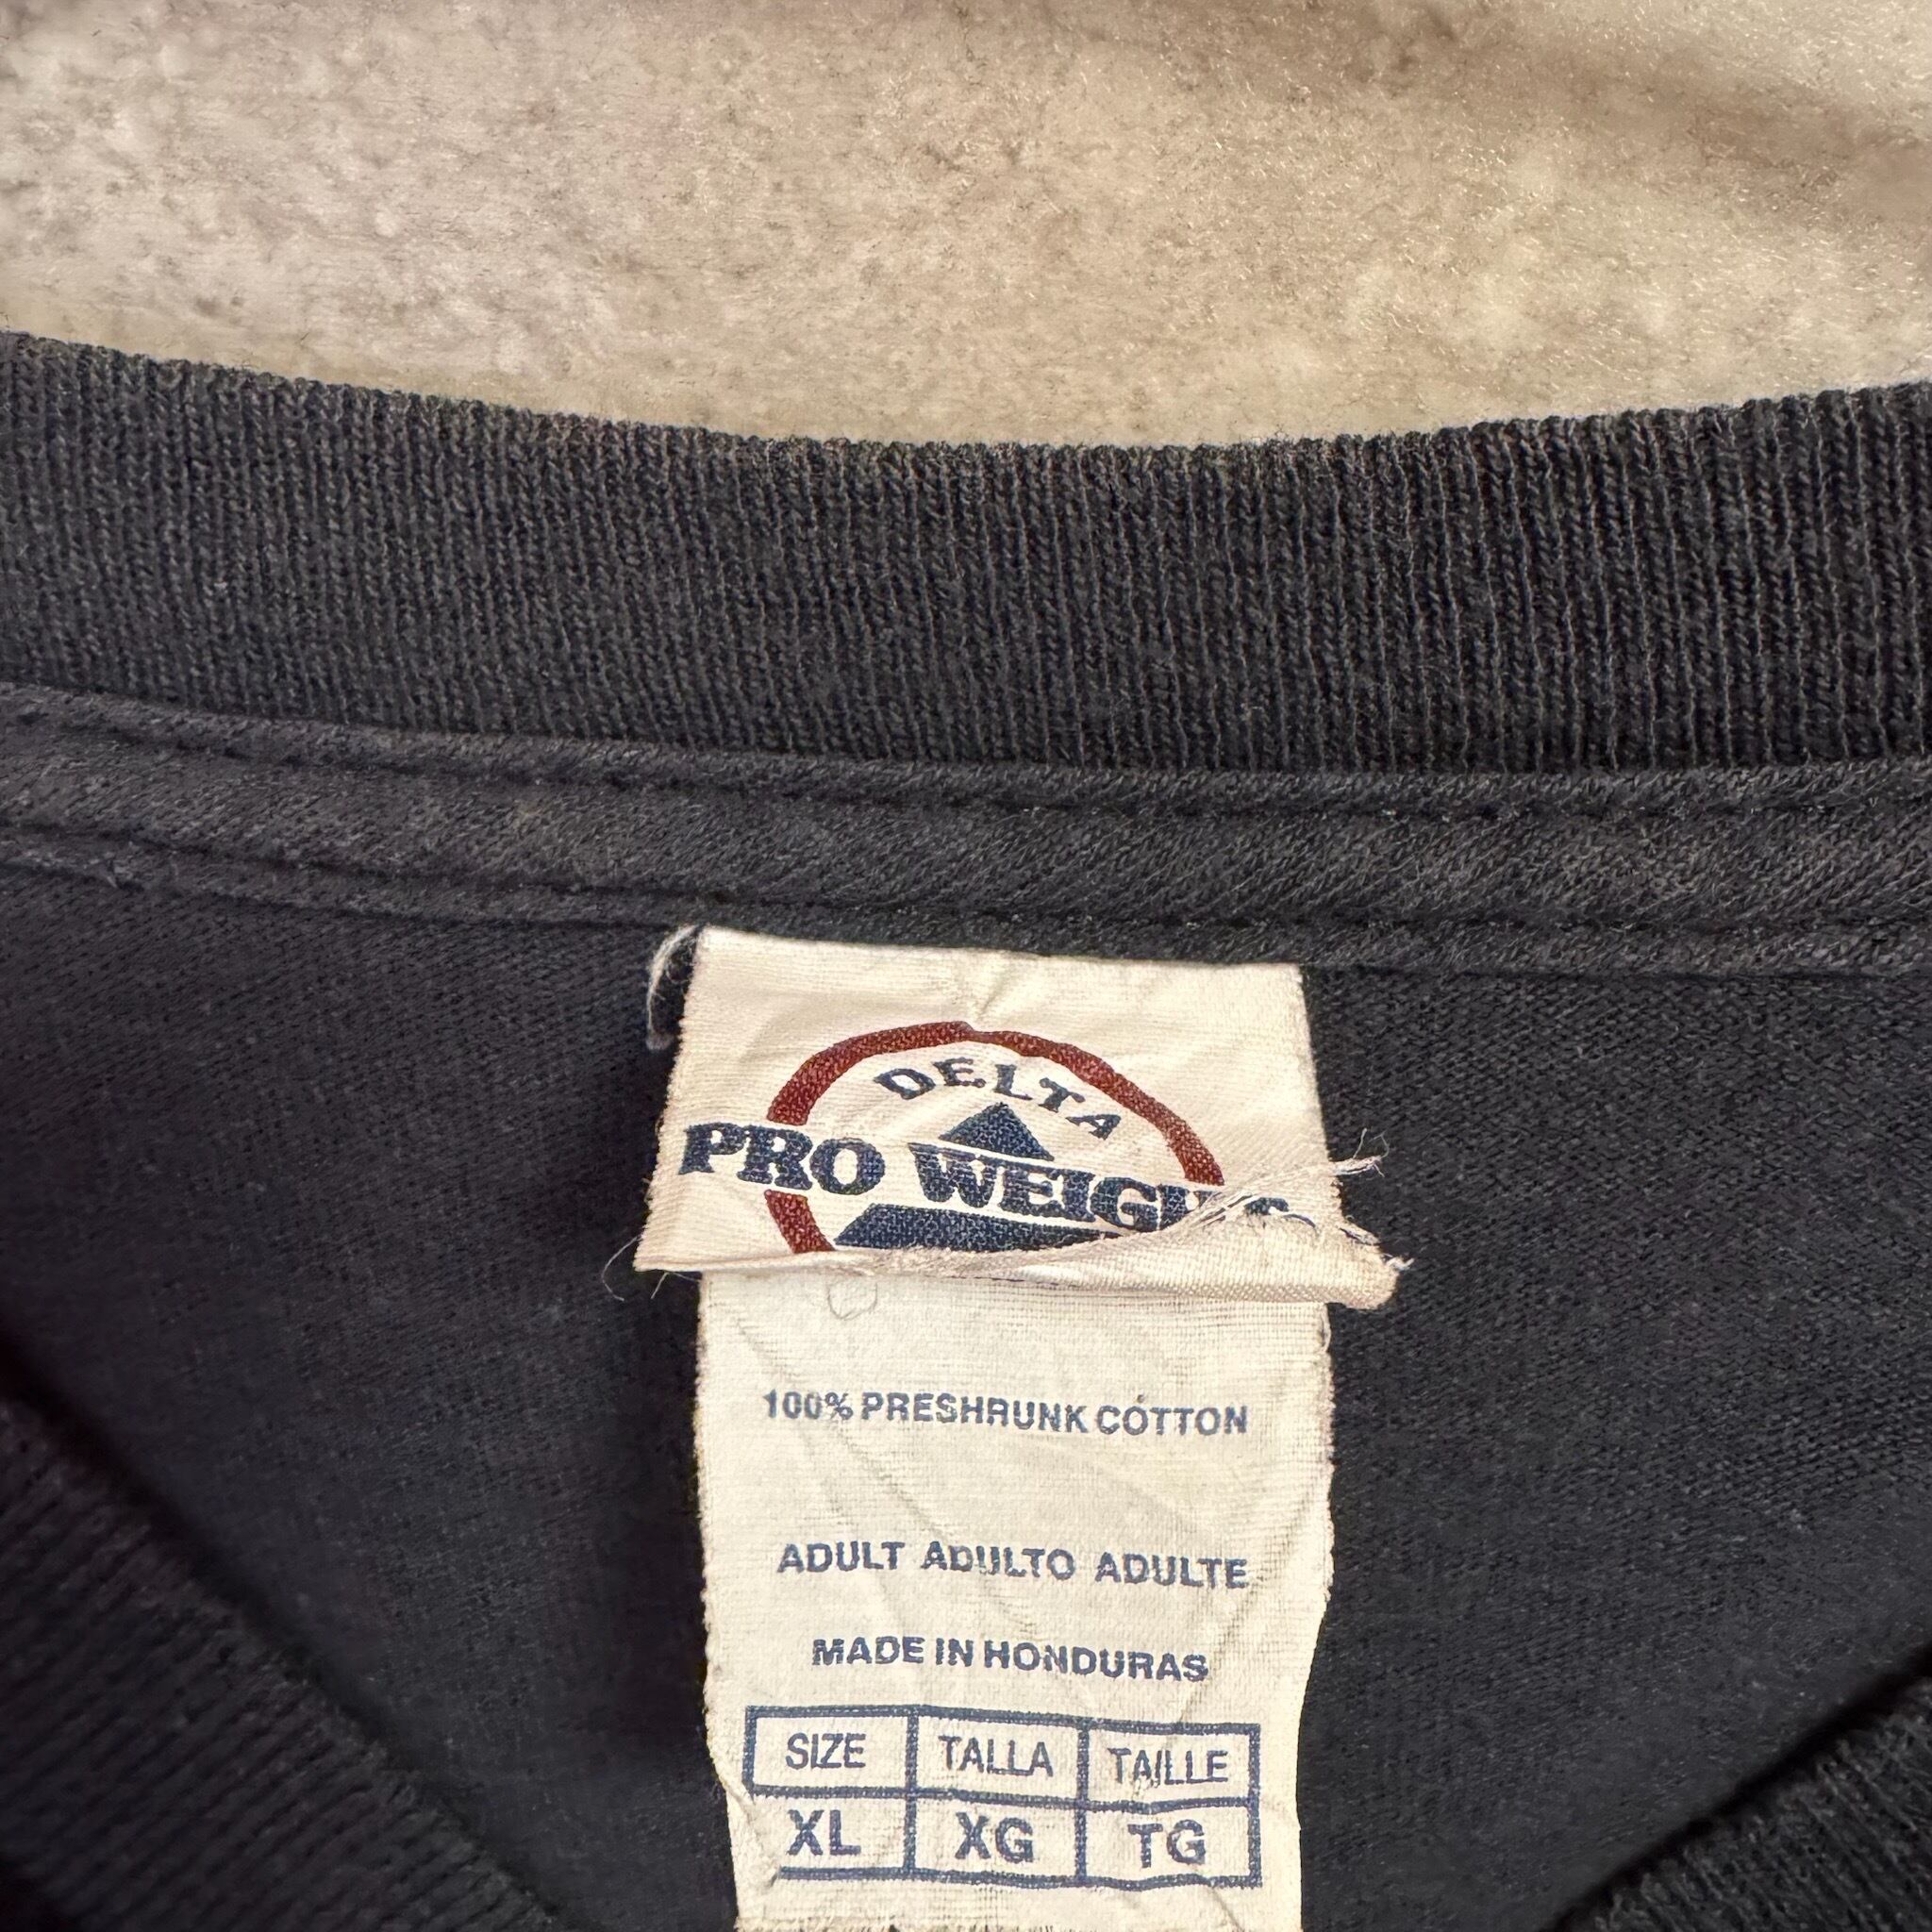 DELTA
PRO WEIGHT
100% PRESHRUNK COTTON
ADULT ADULTO ADULTE
MADE IN HONDURAS
SIZE TALLA TAILLE
XL XG TG